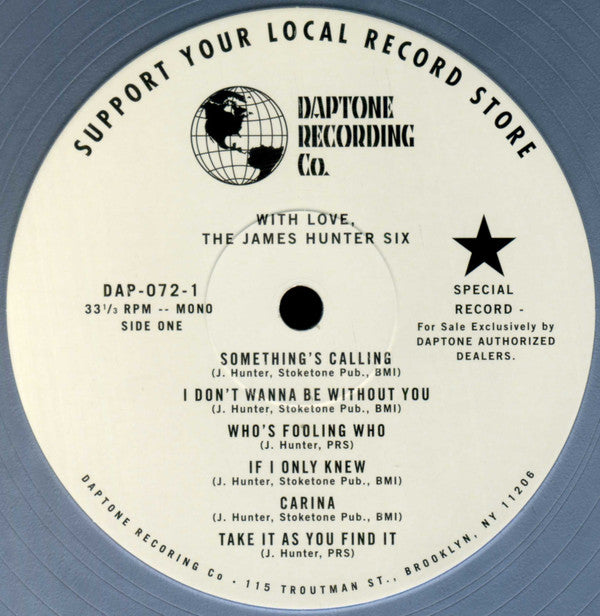 SUPPORT YOUR LOCAL RECORD STORE
DAPTONE
RECORDING
Co.
WITH LOVE,
THE JAMES HUNTER SIX
DAP-072-1
33 1/3 RPM -- MONO
SIDE ONE
SPECIAL
RECORD -
For Sale Exclusively by
DAPTONE AUTHORIZED
DEALERS.
SOMETHING'S CALLING
(J. Hunter, Stoketone Pub., BMI)
I DON'T WANNA BE WITHOUT YOU
(J. Hunter, Stoketone Pub., BMI)
WHO'S FOOLING WHO
(J. Hunter, PRS)
IF I ONLY KNEW
(J. Hunter, Stoketone Pub., BMI)
CARINA
(J. Hunter, Stoketone Pub., BMI)
TAKE IT AS YOU FIND IT
(J. Hunter, PRS)
DAPTONE RECORING Co · 115 TROUTMAN ST., BROOKLYN, NY 11206